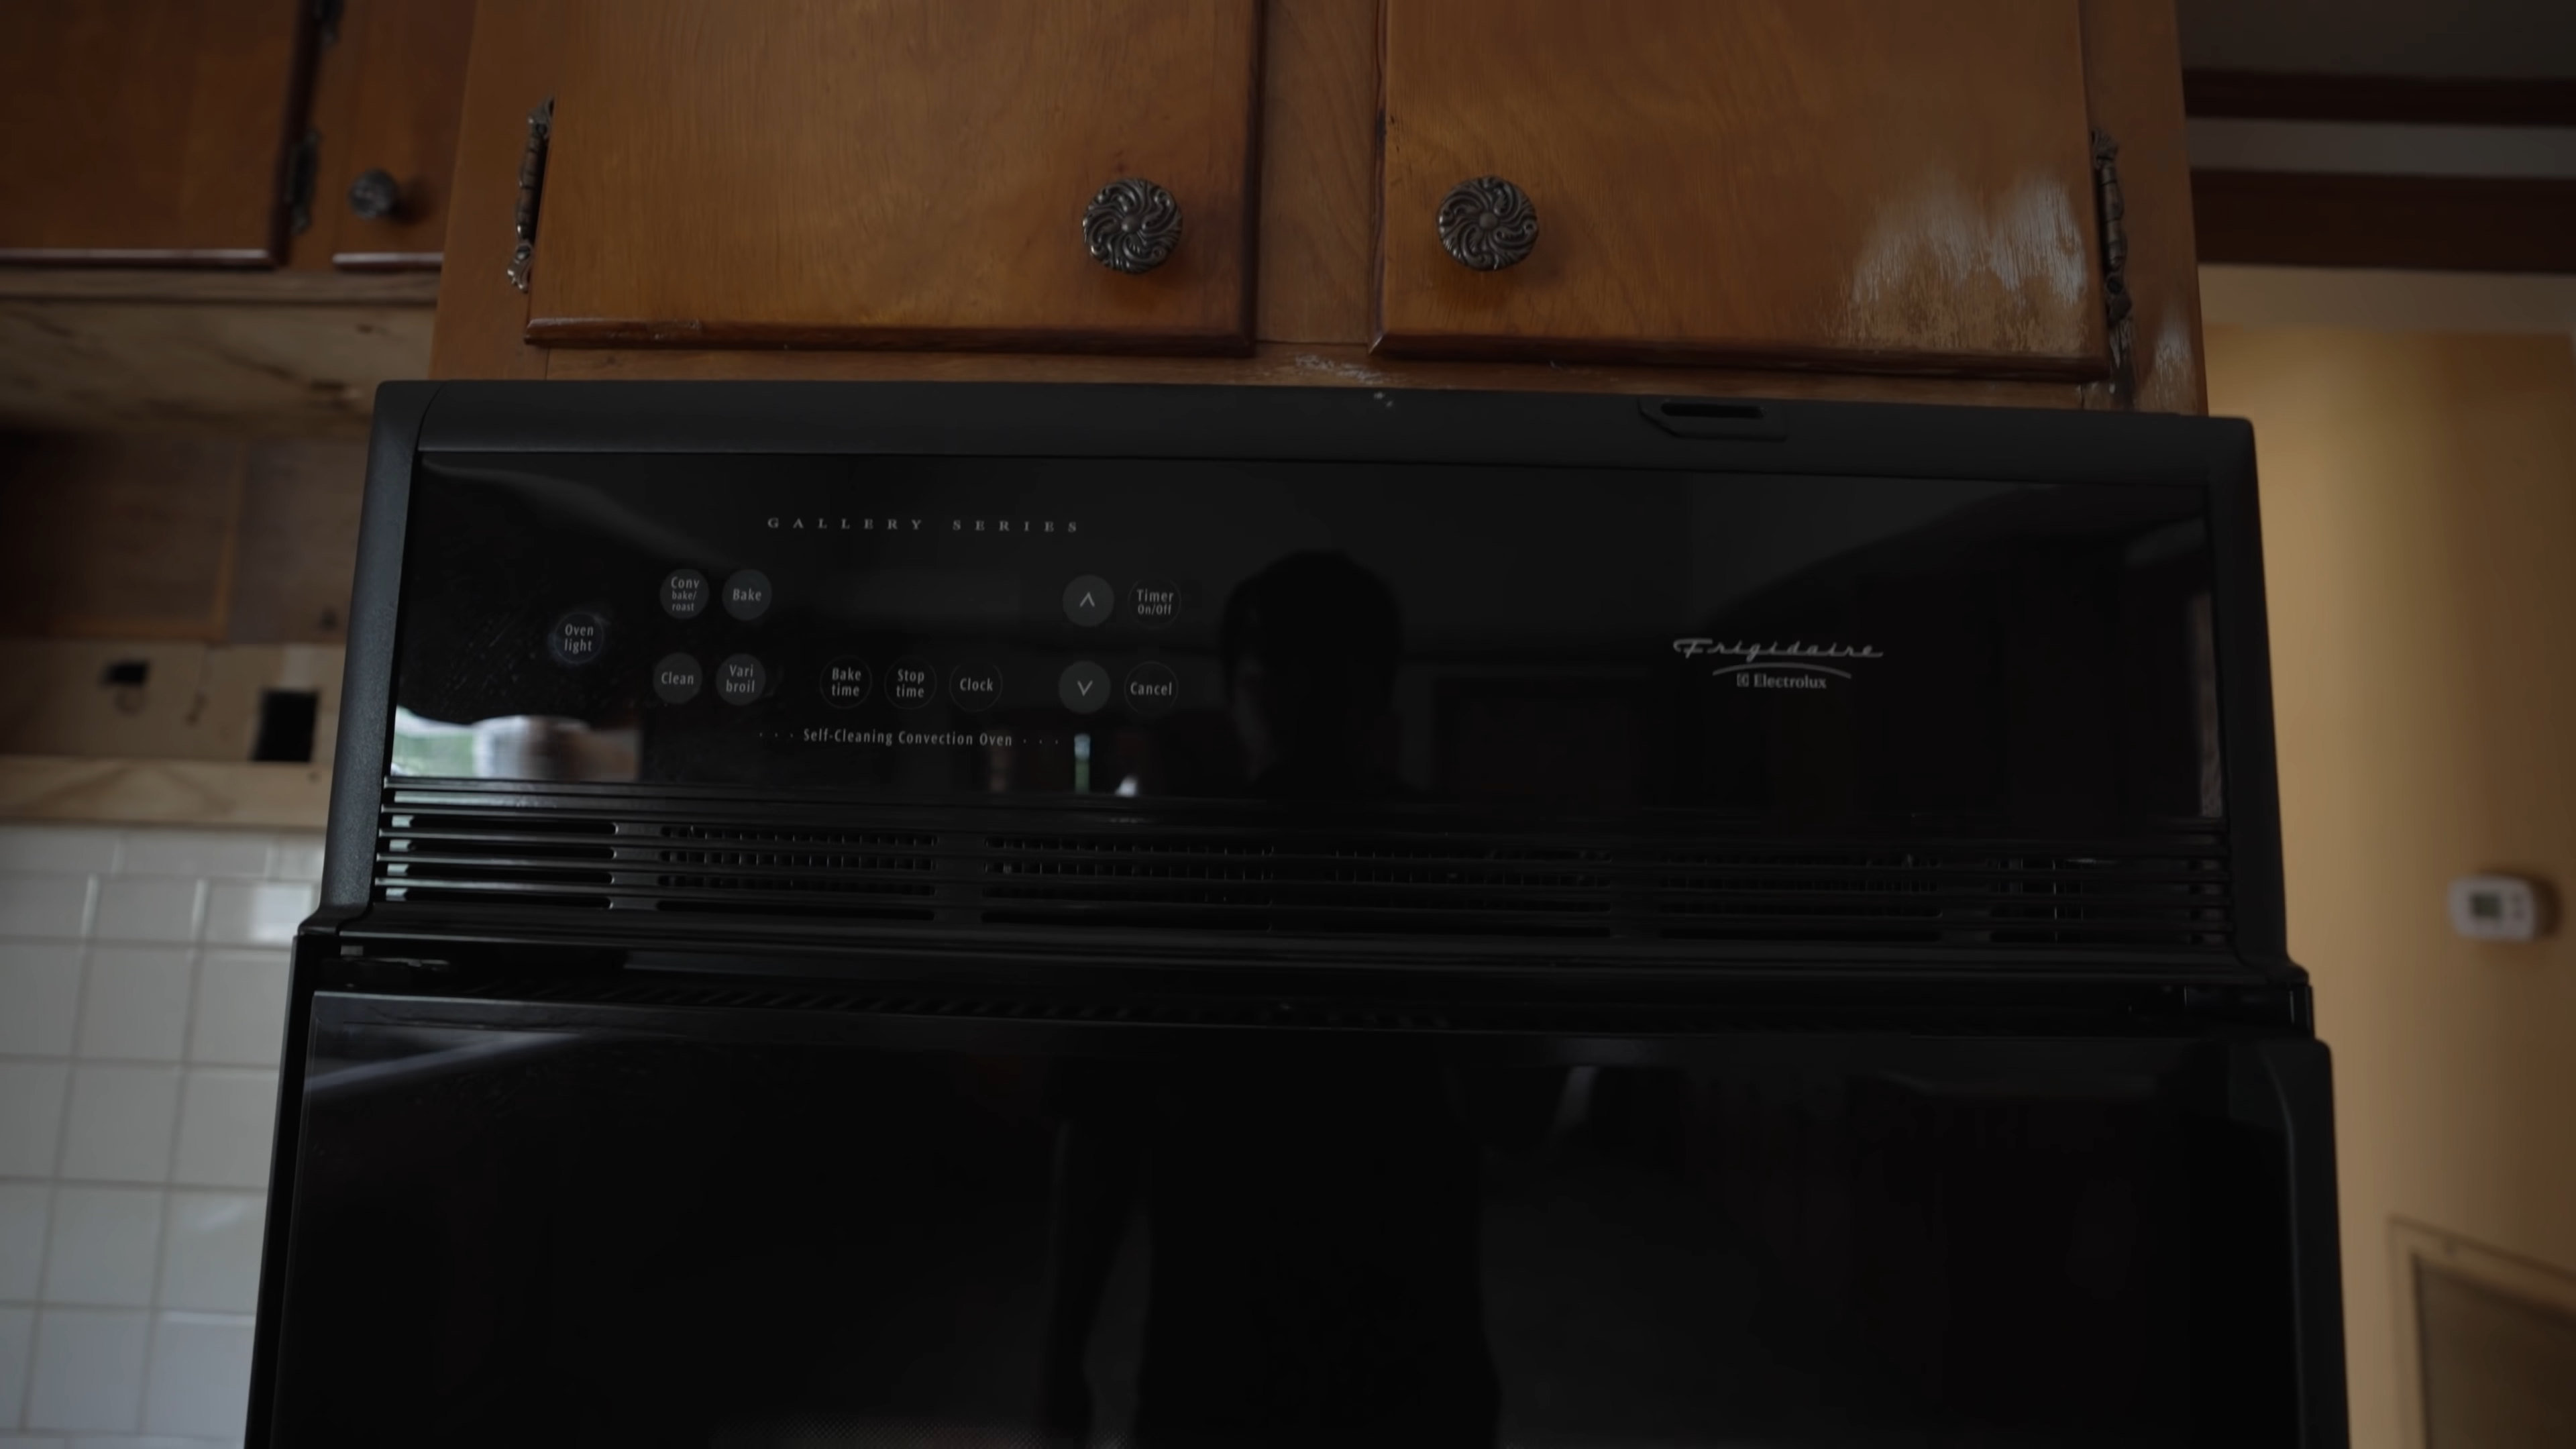 GALLERY SERIES
Conv
bake/
roast
Bake
Timer
On/Off
Oven
light
Clean
Vari
broil
Bake
time
Stop
time
Clock
Cancel
Self-Cleaning Convection Oven
Frigidaire
Electrolux